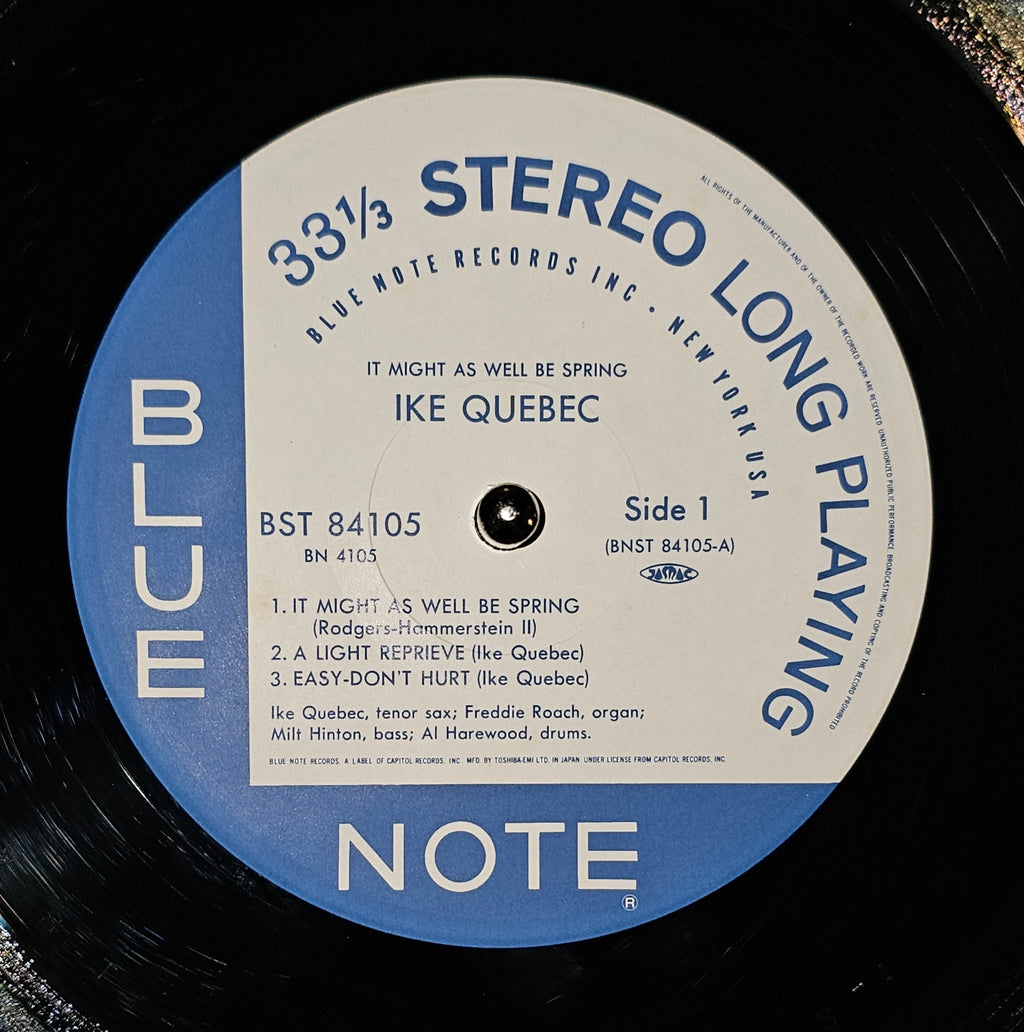 33⅓ STEREO LONG PLAYING
ALL RIGHTS OF THE MANUFACTURER AND OF THE OWNER OF THE RECORDED WORK ARE RESERVED. UNAUTHORIZED PUBLIC PERFORMANCE. BROADCASTING AND COPYING OF THE RECORD PROHIBITED
BLUE NOTE RECORDS INC • NEW YORK USA
IT MIGHT AS WELL BE SPRING
IKE QUEBEC
BST 84105
BN 4105
Side 1
(BNST 84105-A)
JASRAC
1. IT MIGHT AS WELL BE SPRING
(Rodgers-Hammerstein II)
2. A LIGHT REPRIEVE (Ike Quebec)
3. EASY-DON'T HURT (Ike Quebec)
Ike Quebec, tenor sax; Freddie Roach, organ;
Milt Hinton, bass; Al Harewood, drums.
BLUE NOTE RECORDS. A LABEL OF CAPITOL RECORDS. INC. MFD. BY TOSHIBA-EMI LTD. IN JAPAN. UNDER LICENSE FROM CAPITOL RECORDS. INC.
BLUE
NOTE
®